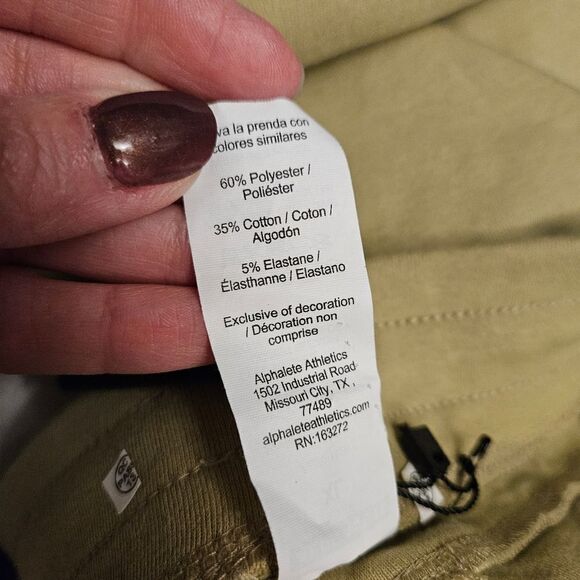 va la prenda con
colores similares
60% Polyester /
Poliéster
35% Cotton / Coton /
Algodón
5% Elastane /
Élasthanne / Elastano
Exclusive of decoration
/ Décoration non
comprise
Alphalete Athletics
1502 Industrial Road
Missouri City, TX ,
77489
alphaleteathletics.com
RN:163272